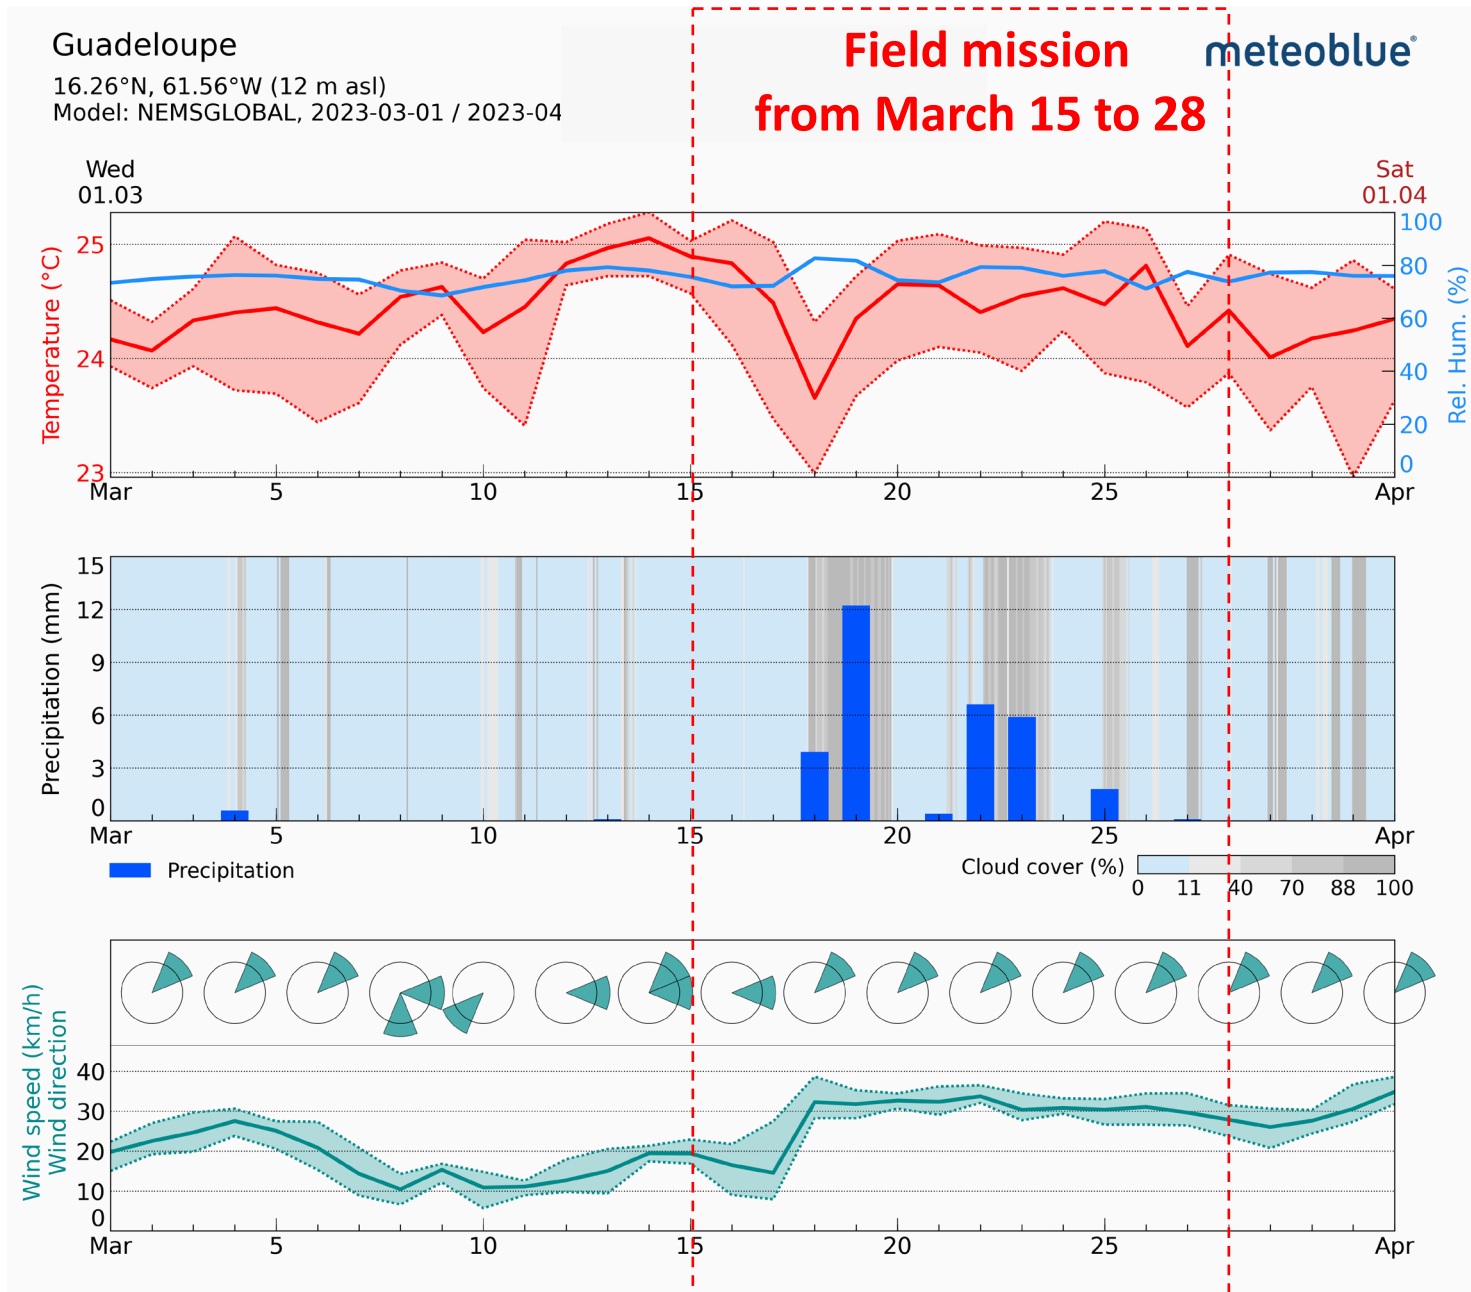 Guadeloupe
16.26°N, 61.56°W (12 m asl)
Model: NEMSGLOBAL, 2023-03-01 / 2023-04
Field mission
from March 15 to 28
meteoblue®
Wed
01.03
Sat
01.04
Temperature (°C)
25
24
23
100
80
60
40
20
0
Rel. Hum. (%)
Mar 5 10 15 20 25 Apr
Precipitation (mm)
15
12
9
6
3
0
Mar 5 10 15 20 25 Apr
Precipitation
Cloud cover (%)
0 11 40 70 88 100
Wind speed (km/h)
Wind direction
40
30
20
10
0
Mar 5 10 15 20 25 Apr